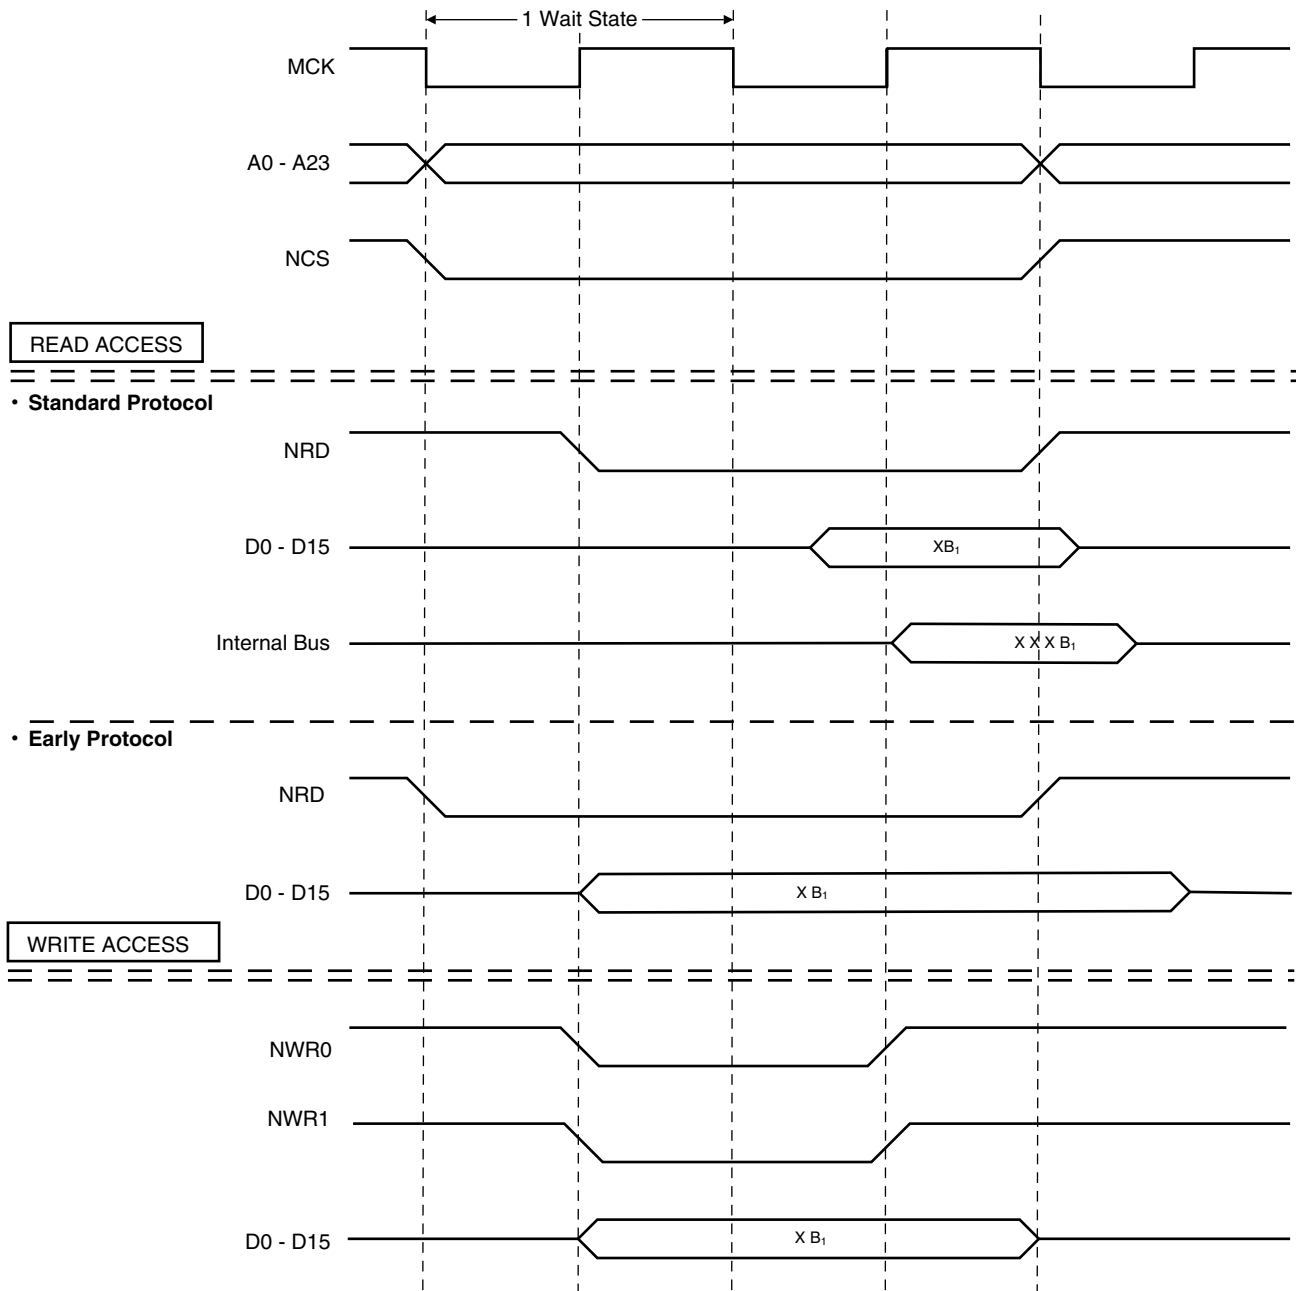 1 Wait State
MCK
A0 - A23
NCS
READ ACCESS
• Standard Protocol
NRD
D0 - D15
XB₁
Internal Bus
X X X B₁
• Early Protocol
NRD
D0 - D15
X B₁
WRITE ACCESS
NWR0
NWR1
D0 - D15
X B₁